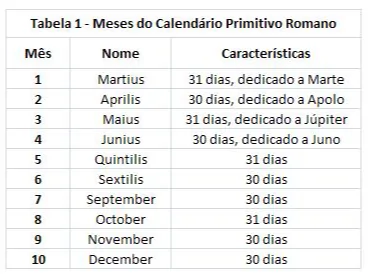 Tabela 1 - Meses do Calendário Primitivo Romano
Mês Nome Características
1 Martius 31 dias, dedicado a Marte
2 Aprilis 30 dias, dedicado a Apolo
3 Maius 31 dias, dedicado a Júpiter
4 Junius 30 dias, dedicado a Juno
5 Quintilis 31 dias
6 Sextilis 30 dias
7 September 30 dias
8 October 31 dias
9 November 30 dias
10 December 30 dias